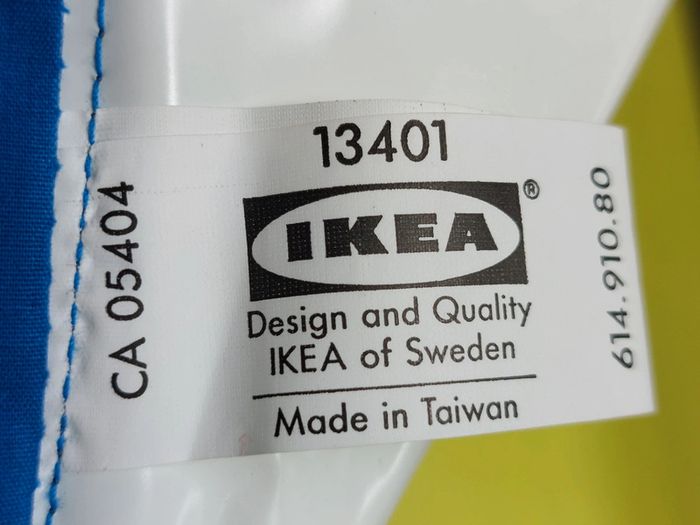 13401
CA 05404
IKEA®
Design and Quality
IKEA of Sweden
Made in Taiwan
614.910.80